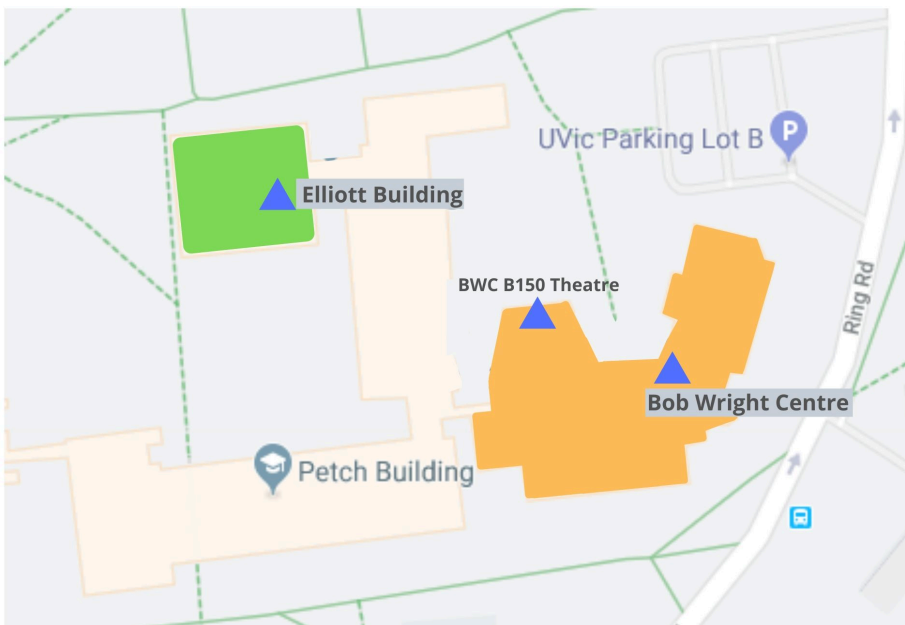 UVic Parking Lot B
P
Elliott Building
BWC B150 Theatre
Ring Rd
Bob Wright Centre
Petch Building